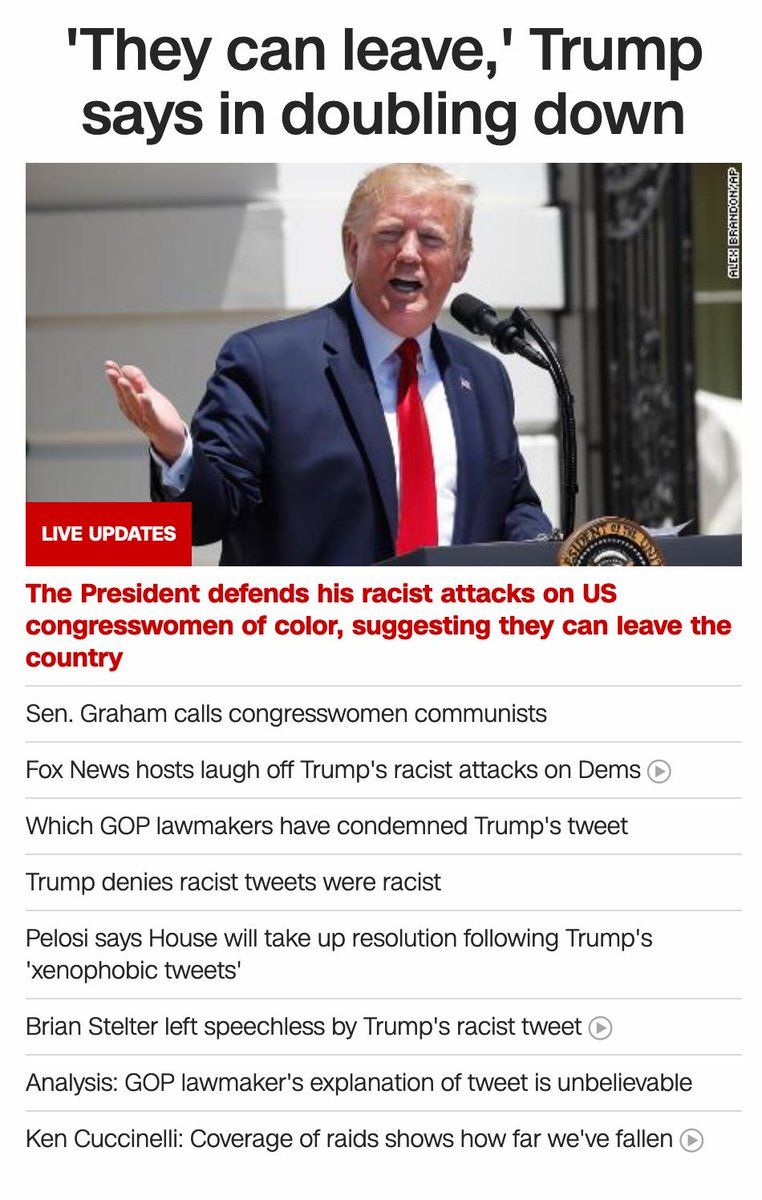 'They can leave,' Trump
says in doubling down
ALEX BRANDON/AP
LIVE UPDATES
PRESIDENT OF THE UNITED
The President defends his racist attacks on US
congresswomen of color, suggesting they can leave the
country
Sen. Graham calls congresswomen communists
Fox News hosts laugh off Trump's racist attacks on Dems
Which GOP lawmakers have condemned Trump's tweet
Trump denies racist tweets were racist
Pelosi says House will take up resolution following Trump's
'xenophobic tweets'
Brian Stelter left speechless by Trump's racist tweet
Analysis: GOP lawmaker's explanation of tweet is unbelievable
Ken Cuccinelli: Coverage of raids shows how far we've fallen